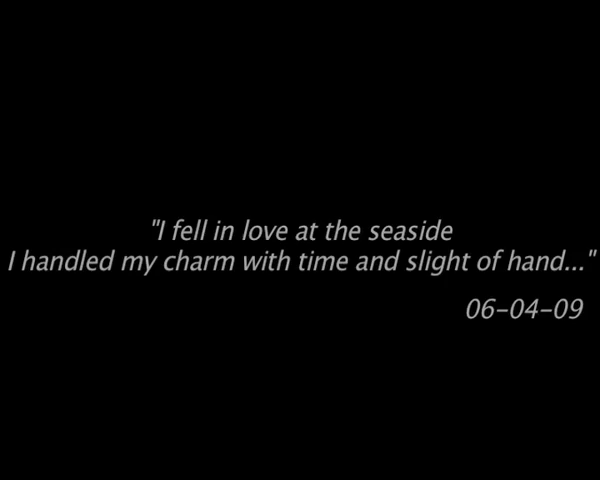 "I fell in love at the seaside
I handled my charm with time and slight of hand..."
06-04-09